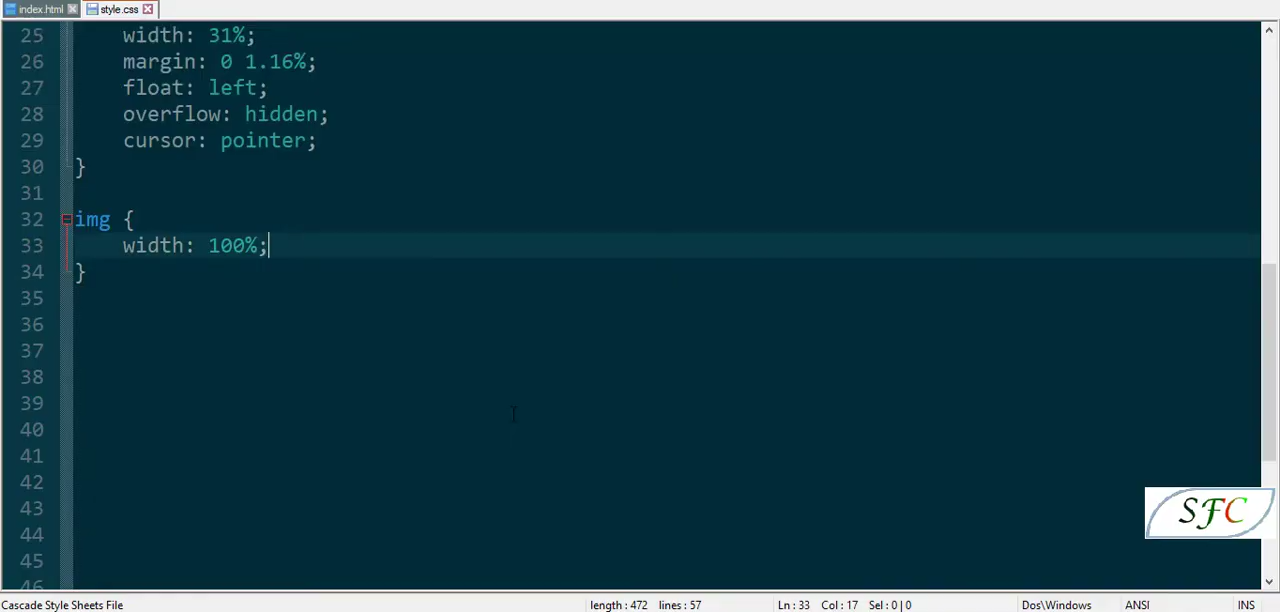 index.html style.css
25 width: 31%;
26 margin: 0 1.16%;
27 float: left;
28 overflow: hidden;
29 cursor: pointer;
30 }
31
32 img {
33 width: 100%;
34 }
35
36
37
38
39
40
41
42
43
44
45
46
SFC
Cascade Style Sheets File length : 472 lines : 57 Ln : 33 Col : 17 Sel : 0 | 0 Dos\Windows ANSI INS